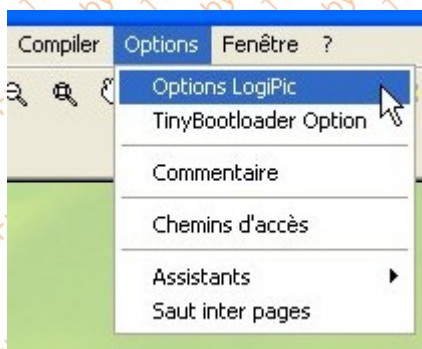 Compiler Options Fenêtre ?
Options LogiPic
TinyBootloader Option
Commentaire
Chemins d'accès
Assistants
Saut inter pages